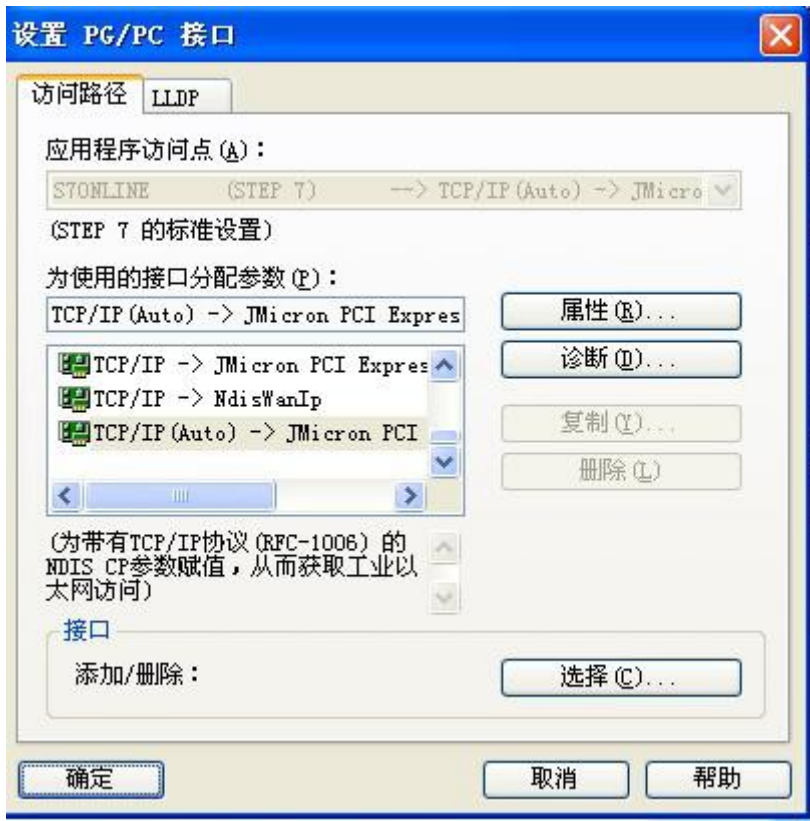 设置 PG/PC 接口
访问路径 LLDP
应用程序访问点(A):
S7ONLINE (STEP 7) --> TCP/IP(Auto) -> JMicro
(STEP 7 的标准设置)
为使用的接口分配参数(P):
TCP/IP(Auto) -> JMicron PCI Expres
属性(R)...
TCP/IP -> JMicron PCI Expres
诊断(D)...
TCP/IP -> NdisWanIp
TCP/IP(Auto) -> JMicron PCI
复制(Y)...
删除(L)
(为带有TCP/IP协议(RFC-1006) 的
NDIS CP参数赋值，从而获取工业以
太网访问)
接口
添加/删除:
选择(C)...
确定 取消 帮助